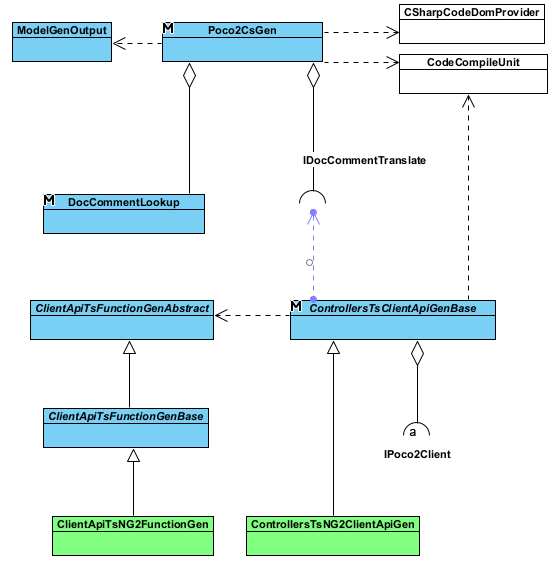 CSharpCodeDomProvider
ModelGenOutput
M
Poco2CsGen
CodeCompileUnit
IDocCommentTranslate
M
DocCommentLookup
ClientApiTsFunctionGenAbstract
M
ControllersTsClientApiGenBase
ClientApiTsFunctionGenBase
a
IPoco2Client
ClientApiTsNG2FunctionGen
ControllersTsNG2ClientApiGen